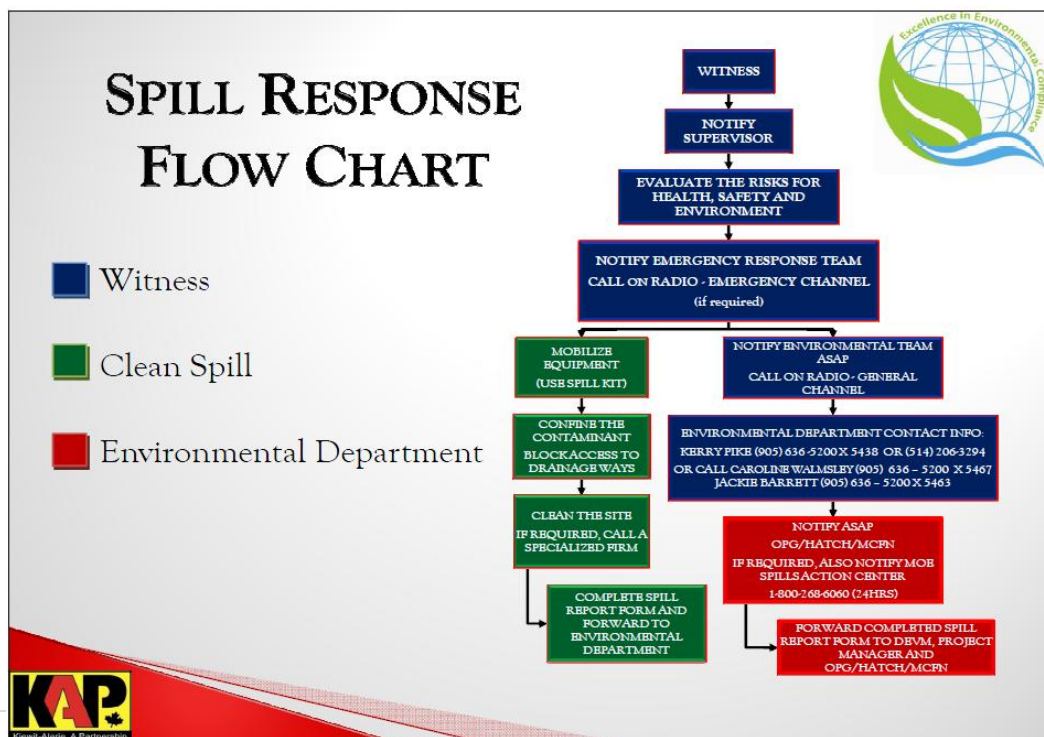 SPILL RESPONSE
FLOW CHART
Witness
Clean Spill
Environmental Department
Excellence in Environmental Compliance
WITNESS
NOTIFY
SUPERVISOR
EVALUATE THE RISKS FOR
HEALTH, SAFETY AND
ENVIRONMENT
NOTIFY EMERGENCY RESPONSE TEAM
CALL ON RADIO - EMERGENCY CHANNEL
(if required)
MOBILIZE
EQUIPMENT
(USE SPILL KIT)
CONFINE THE
CONTAMINANT
BLOCK ACCESS TO
DRAINAGE WAYS
CLEAN THE SITE
IF REQUIRED, CALL A
SPECIALIZED FIRM
COMPLETE SPILL
REPORT FORM AND
FORWARD TO
ENVIRONMENTAL
DEPARTMENT
NOTIFY ENVIRONMENTAL TEAM
ASAP
CALL ON RADIO - GENERAL
CHANNEL
ENVIRONMENTAL DEPARTMENT CONTACT INFO:
KERRY PIKE (905) 636-5200 X 5438 OR (514) 206-3294
OR CALL CAROLINE WALMSLEY (905) 636 – 5200 X 5467
JACKIE BARRETT (905) 636 – 5200 X 5463
NOTIFY ASAP
OPG/HATCH/MCFN
IF REQUIRED, ALSO NOTIFY MOE
SPILLS ACTION CENTER
1-800-268-6060 (24HRS)
FORWARD COMPLETED SPILL
REPORT FORM TO DEVM, PROJECT
MANAGER AND
OPG/HATCH/MCFN
KAP
Kiewit-Alarie, A Partnership